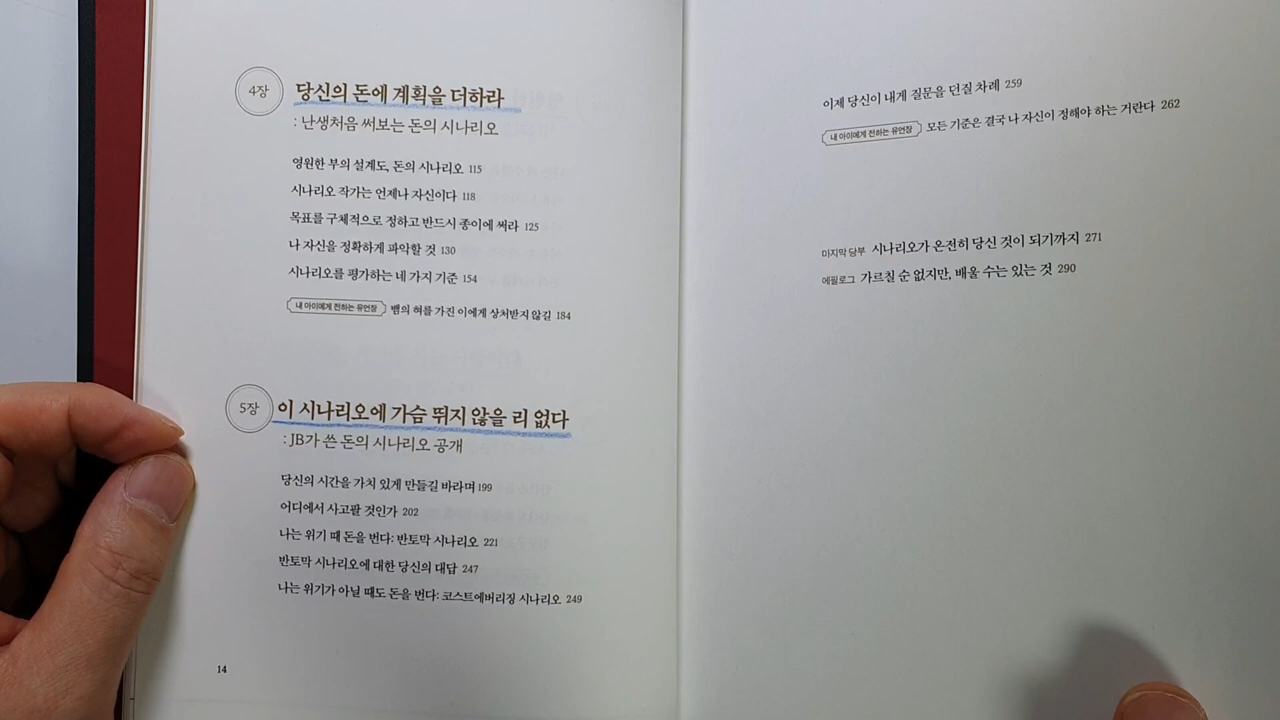 4장 당신의 돈에 계획을 더하라
: 난생처음 써보는 돈의 시나리오
영원한 부의 설계도, 돈의 시나리오 115
시나리오 작가는 언제나 자신이다 118
목표를 구체적으로 정하고 반드시 종이에 써라 125
나 자신을 정확하게 파악할 것 130
시나리오를 평가하는 네 가지 기준 154
내 아이에게 전하는 유언장 뱀의 혀를 가진 이에게 상처받지 않길 184
5장 이 시나리오에 가슴 뛰지 않을 리 없다
: JB가 쓴 돈의 시나리오 공개
당신의 시간을 가치 있게 만들길 바라며 199
어디에서 사고팔 것인가 202
나는 위기 때 돈을 번다: 반토막 시나리오 221
반토막 시나리오에 대한 당신의 대답 247
나는 위기가 아닐 때도 돈을 번다: 코스트에버리징 시나리오 249
14
이제 당신이 내게 질문을 던질 차례 259
내 아이에게 전하는 유언장 모든 기준은 결국 나 자신이 정해야 하는 거란다 262
마지막 당부 시나리오가 온전히 당신 것이 되기까지 271
에필로그 가르칠 순 없지만, 배울 수는 있는 것 290